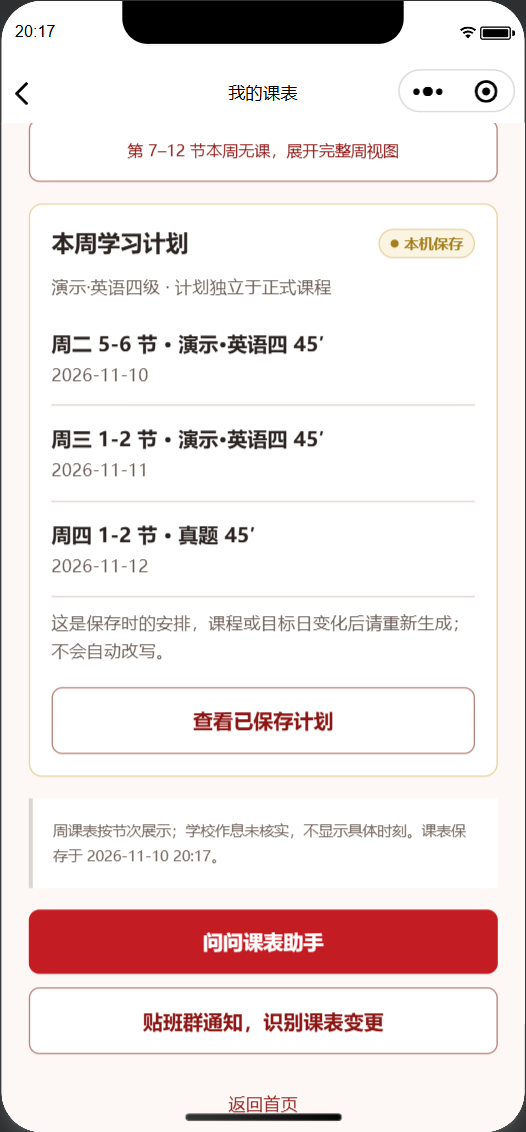 20:17
我的课表
第 7–12 节本周无课，展开完整周视图
本周学习计划
本机保存
演示·英语四级 · 计划独立于正式课程
周二 5-6 节 • 演示•英语四 45′
2026-11-10
周三 1-2 节 • 演示•英语四 45′
2026-11-11
周四 1-2 节 • 真题 45′
2026-11-12
这是保存时的安排，课程或目标日变化后请重新生成；
不会自动改写。
查看已保存计划
周课表按节次展示；学校作息未核实，不显示具体时刻。课表保
存于 2026-11-10 20:17。
问问课表助手
贴班群通知，识别课表变更
返回首页